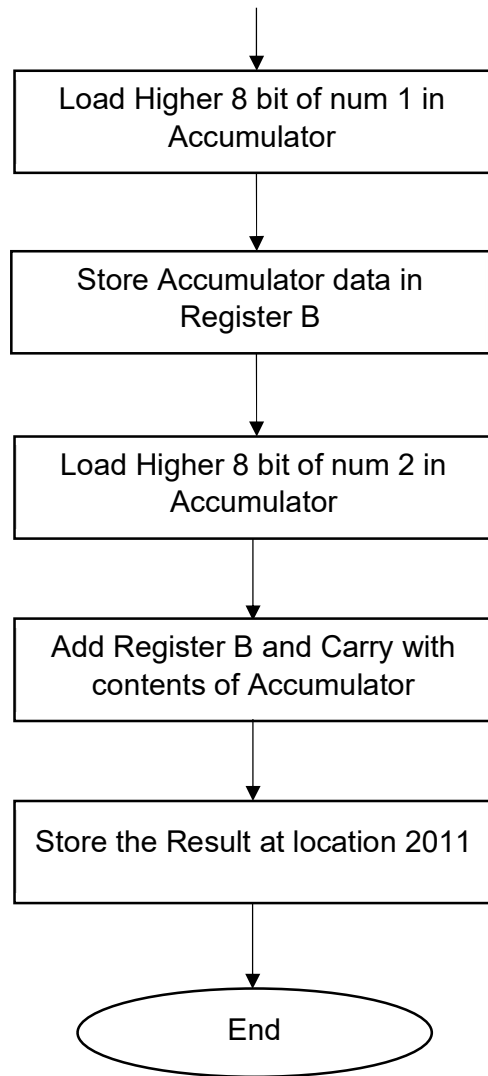 Load Higher 8 bit of num 1 in
Accumulator
Store Accumulator data in
Register B
Load Higher 8 bit of num 2 in
Accumulator
Add Register B and Carry with
contents of Accumulator
Store the Result at location 2011
End